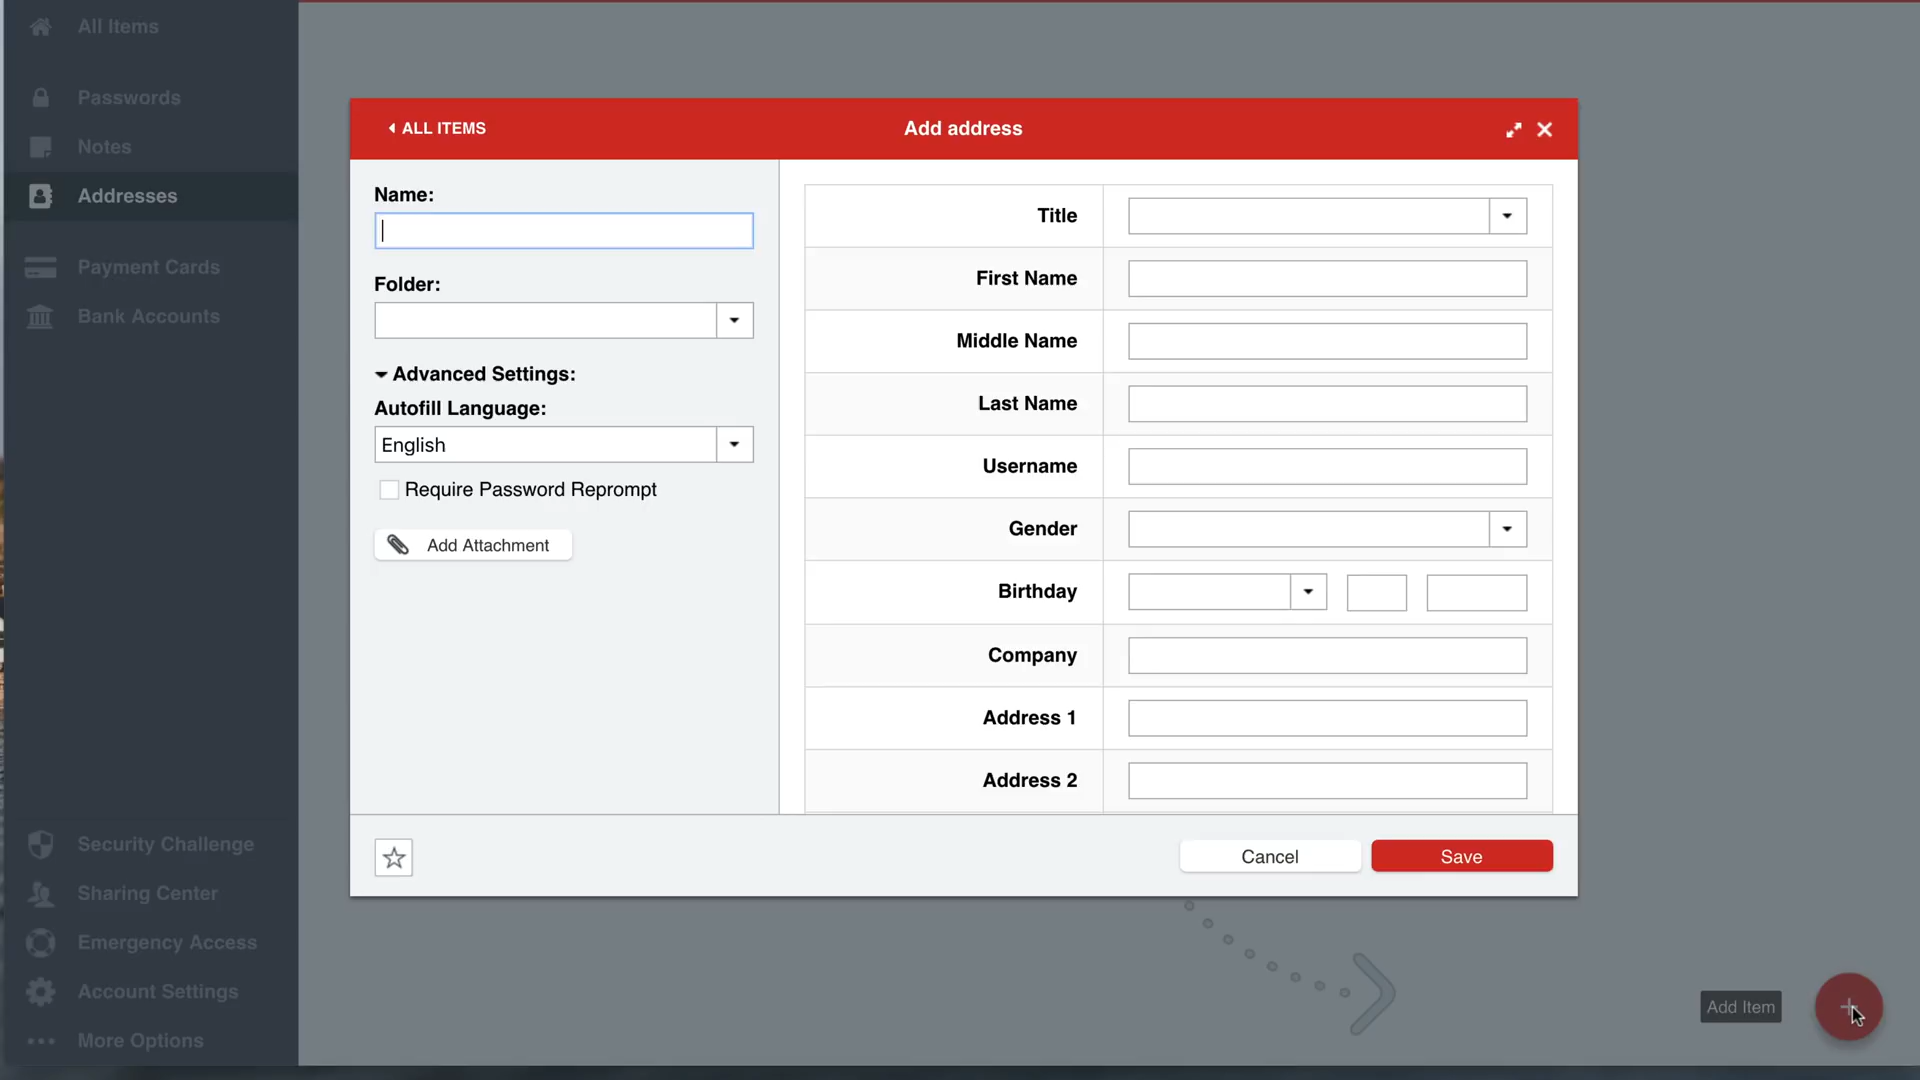 All Items
Passwords
Notes
Addresses
Payment Cards
Bank Accounts
Security Challenge
Sharing Center
Emergency Access
Account Settings
More Options
ALL ITEMS
Add address
Name:
Folder:
Advanced Settings:
Autofill Language:
English
Require Password Reprompt
Add Attachment
Title
First Name
Middle Name
Last Name
Username
Gender
Birthday
Company
Address 1
Address 2
Cancel
Save
Add Item